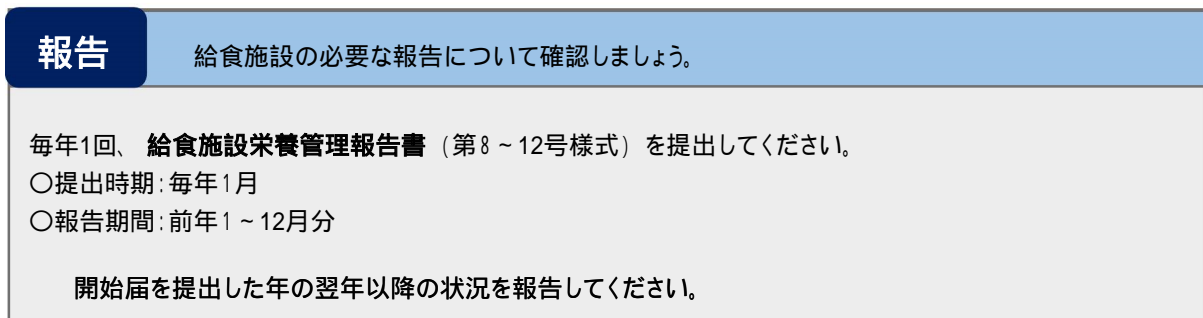 報告
給食施設の必要な報告について確認しましょう。
毎年1回、 給食施設栄養管理報告書 （第8～12号様式）を提出してください。
○提出時期：毎年1月
○報告期間：前年1～12月分
開始届を提出した年の翌年以降の状況を報告してください。